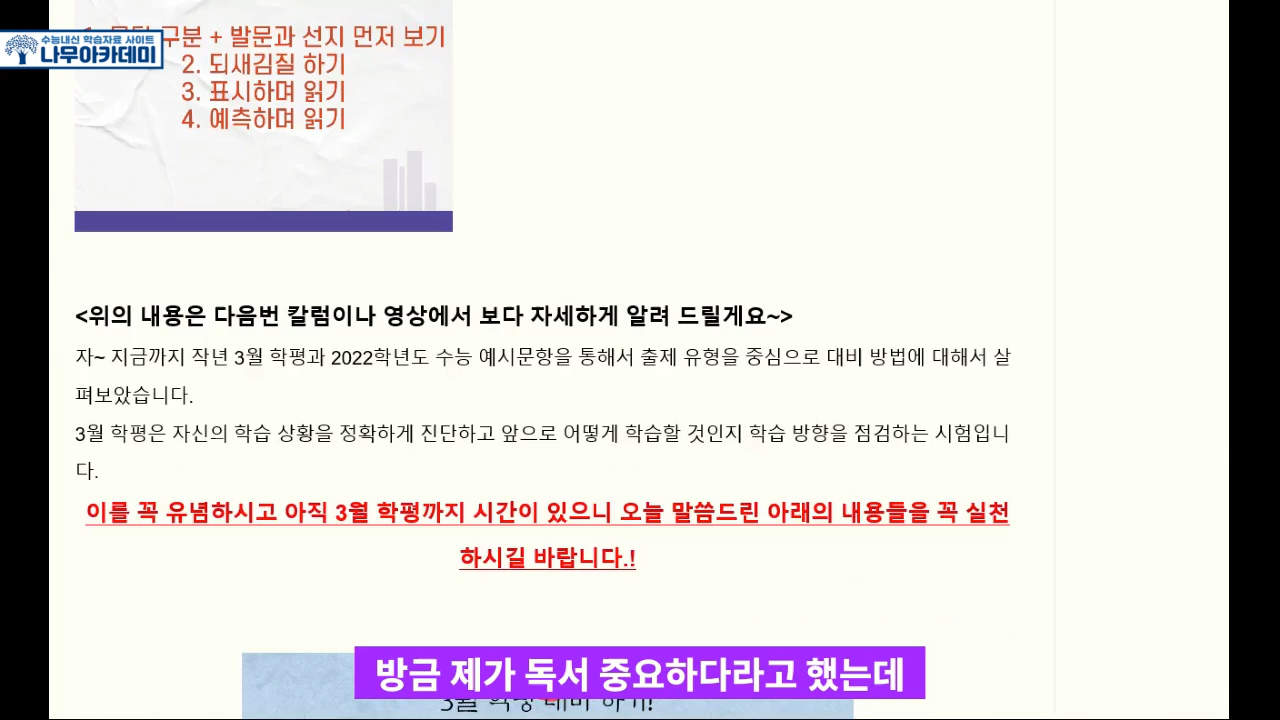 수능내신 학습자료 사이트
나무아카데미
구분 + 발문과 선지 먼저 보기
2. 되새김질 하기
3. 표시하며 읽기
4. 예측하며 읽기
<위의 내용은 다음번 칼럼이나 영상에서 보다 자세하게 알려 드릴게요~>
자~ 지금까지 작년 3월 학평과 2022학년도 수능 예시문항을 통해서 출제 유형을 중심으로 대비 방법에 대해서 살
펴보았습니다.
3월 학평은 자신의 학습 상황을 정확하게 진단하고 앞으로 어떻게 학습할 것인지 학습 방향을 점검하는 시험입니
다.
이를 꼭 유념하시고 아직 3월 학평까지 시간이 있으니 오늘 말씀드린 아래의 내용들을 꼭 실천
하시길 바랍니다.!
방금 제가 독서 중요하다라고 했는데
3월 학평 대비 하기!